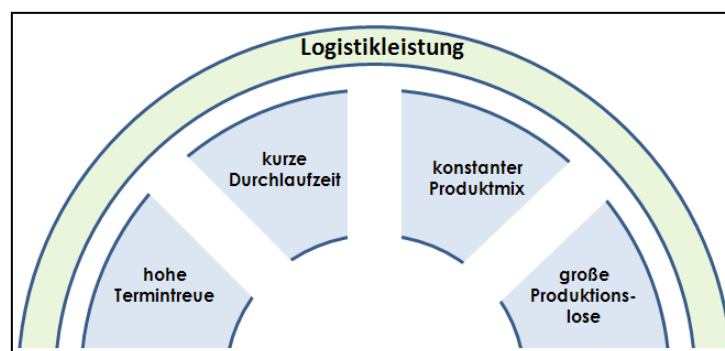 Logistikleistung
kurze
Durchlaufzeit
konstanter
Produktmix
hohe
Termintreue
große
Produktions-
lose